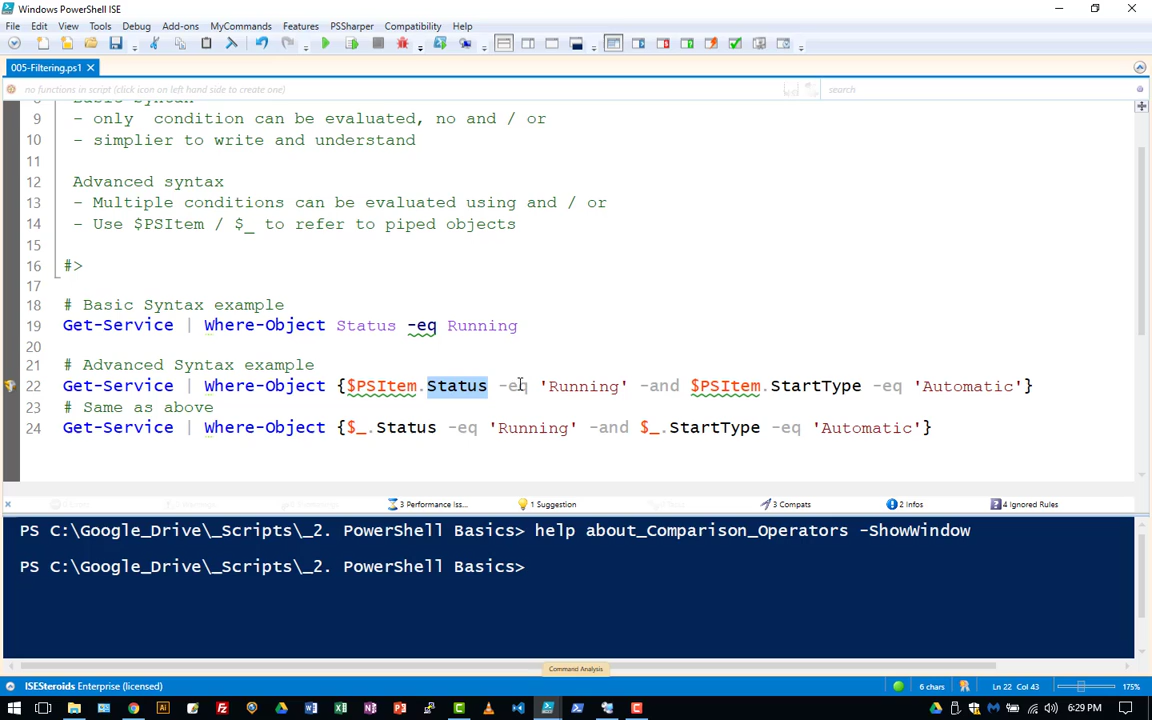 Windows PowerShell ISE
File Edit View Tools Debug Add-ons MyCommands Features PSSharper Compatibility Help
005-Filtering.ps1
no functions in script (click icon on left hand side to create one) search
Basic Syntax
9 - only  condition can be evaluated, no and / or
10 - simplier to write and understand
11
12 Advanced syntax
13 - Multiple conditions can be evaluated using and / or
14 - Use $PSItem / $_ to refer to piped objects
15
16 #>
17
18 # Basic Syntax example
19 Get-Service | Where-Object Status -eq Running
20
21 # Advanced Syntax example
22 Get-Service | Where-Object {$PSItem.Status -eq 'Running' -and $PSItem.StartType -eq 'Automatic'}
23 # Same as above
24 Get-Service | Where-Object {$_.Status -eq 'Running' -and $_.StartType -eq 'Automatic'}
3 Performance Iss... 1 Suggestion 3 Compats 2 Infos 4 Ignored Rules
PS C:\Google_Drive\_Scripts\_2. PowerShell Basics> help about_Comparison_Operators -ShowWindow
PS C:\Google_Drive\_Scripts\_2. PowerShell Basics>
Command Analysis
ISESteroids Enterprise (licensed) 6 chars Ln 22 Col 43 175%
6:29 PM